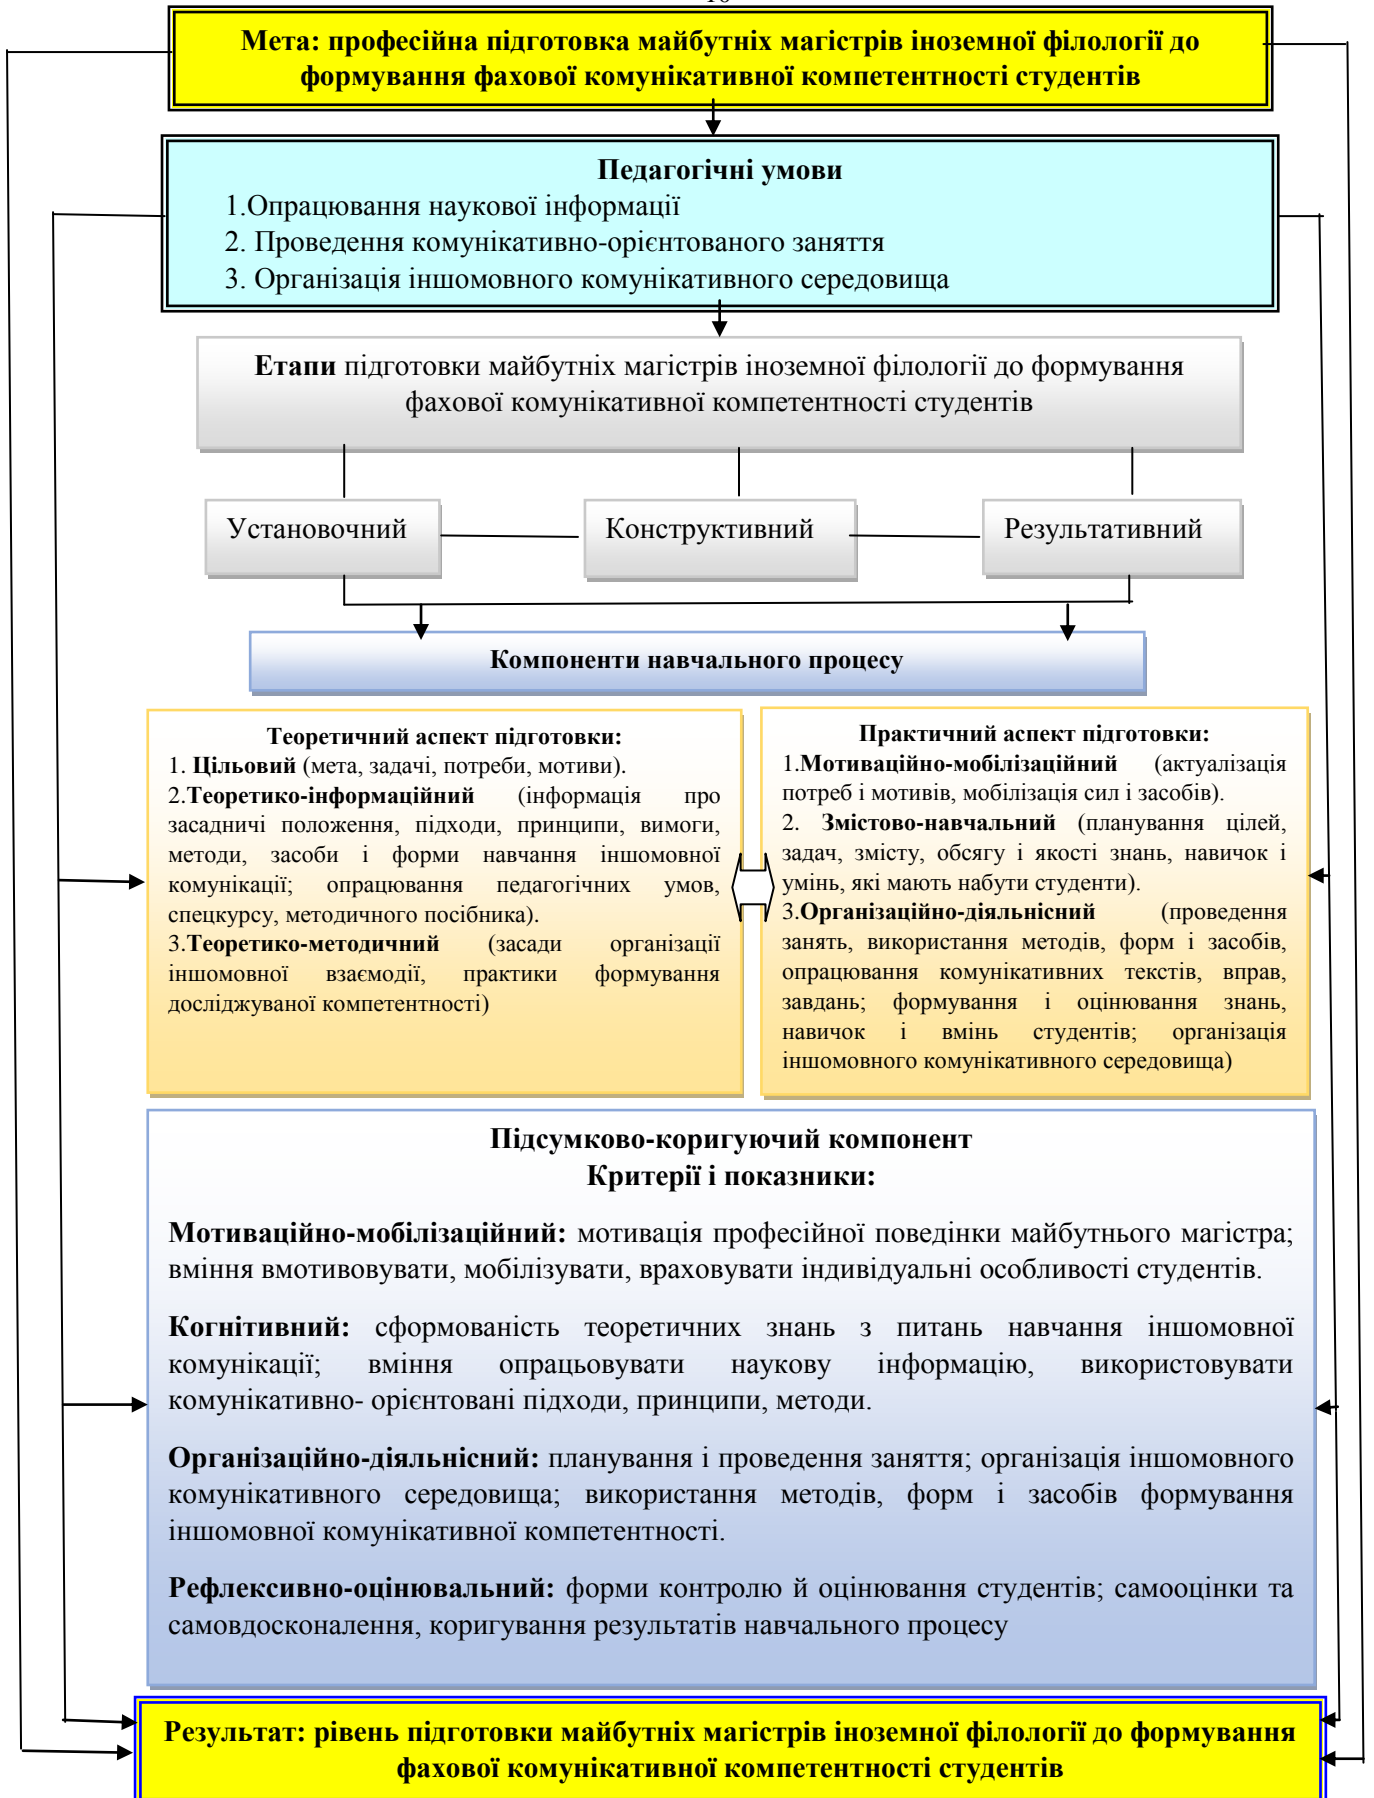 Мета: професійна підготовка майбутніх магістрів іноземної філології до
формування фахової комунікативної компетентності студентів
Педагогічні умови
1.Опрацювання наукової інформації
2. Проведення комунікативно-орієнтованого заняття
3. Організація іншомовного комунікативного середовища
Етапи підготовки майбутніх магістрів іноземної філології до формування
фахової комунікативної компетентності студентів
Установочний
Конструктивний
Результативний
Компоненти навчального процесу
Теоретичний аспект підготовки:
1. Цільовий (мета, задачі, потреби, мотиви).
2.Теоретико-інформаційний (інформація про
засадничі положення, підходи, принципи, вимоги,
методи, засоби і форми навчання іншомовної
комунікації; опрацювання педагогічних умов,
спецкурсу, методичного посібника).
3.Теоретико-методичний (засади організації
іншомовної взаємодії, практики формування
досліджуваної компетентності)
Практичний аспект підготовки:
1.Мотиваційно-мобілізаційний (актуалізація
потреб і мотивів, мобілізація сил і засобів).
2. Змістово-навчальний (планування цілей,
задач, змісту, обсягу і якості знань, навичок і
умінь, які мають набути студенти).
3.Організаційно-діяльнісний (проведення
занять, використання методів, форм і засобів,
опрацювання комунікативних текстів, вправ,
завдань; формування і оцінювання знань,
навичок і вмінь студентів; організація
іншомовного комунікативного середовища)
Підсумково-коригуючий компонент
Критерії і показники:
Мотиваційно-мобілізаційний: мотивація професійної поведінки майбутнього магістра;
вміння вмотивовувати, мобілізувати, враховувати індивідуальні особливості студентів.
Когнітивний: сформованість теоретичних знань з питань навчання іншомовної
комунікації; вміння опрацьовувати наукову інформацію, використовувати
комунікативно- орієнтовані підходи, принципи, методи.
Організаційно-діяльнісний: планування і проведення заняття; організація іншомовного
комунікативного середовища; використання методів, форм і засобів формування
іншомовної комунікативної компетентності.
Рефлексивно-оцінювальний: форми контролю й оцінювання студентів; самооцінки та
самовдосконалення, коригування результатів навчального процесу
Результат: рівень підготовки майбутніх магістрів іноземної філології до формування
фахової комунікативної компетентності студентів